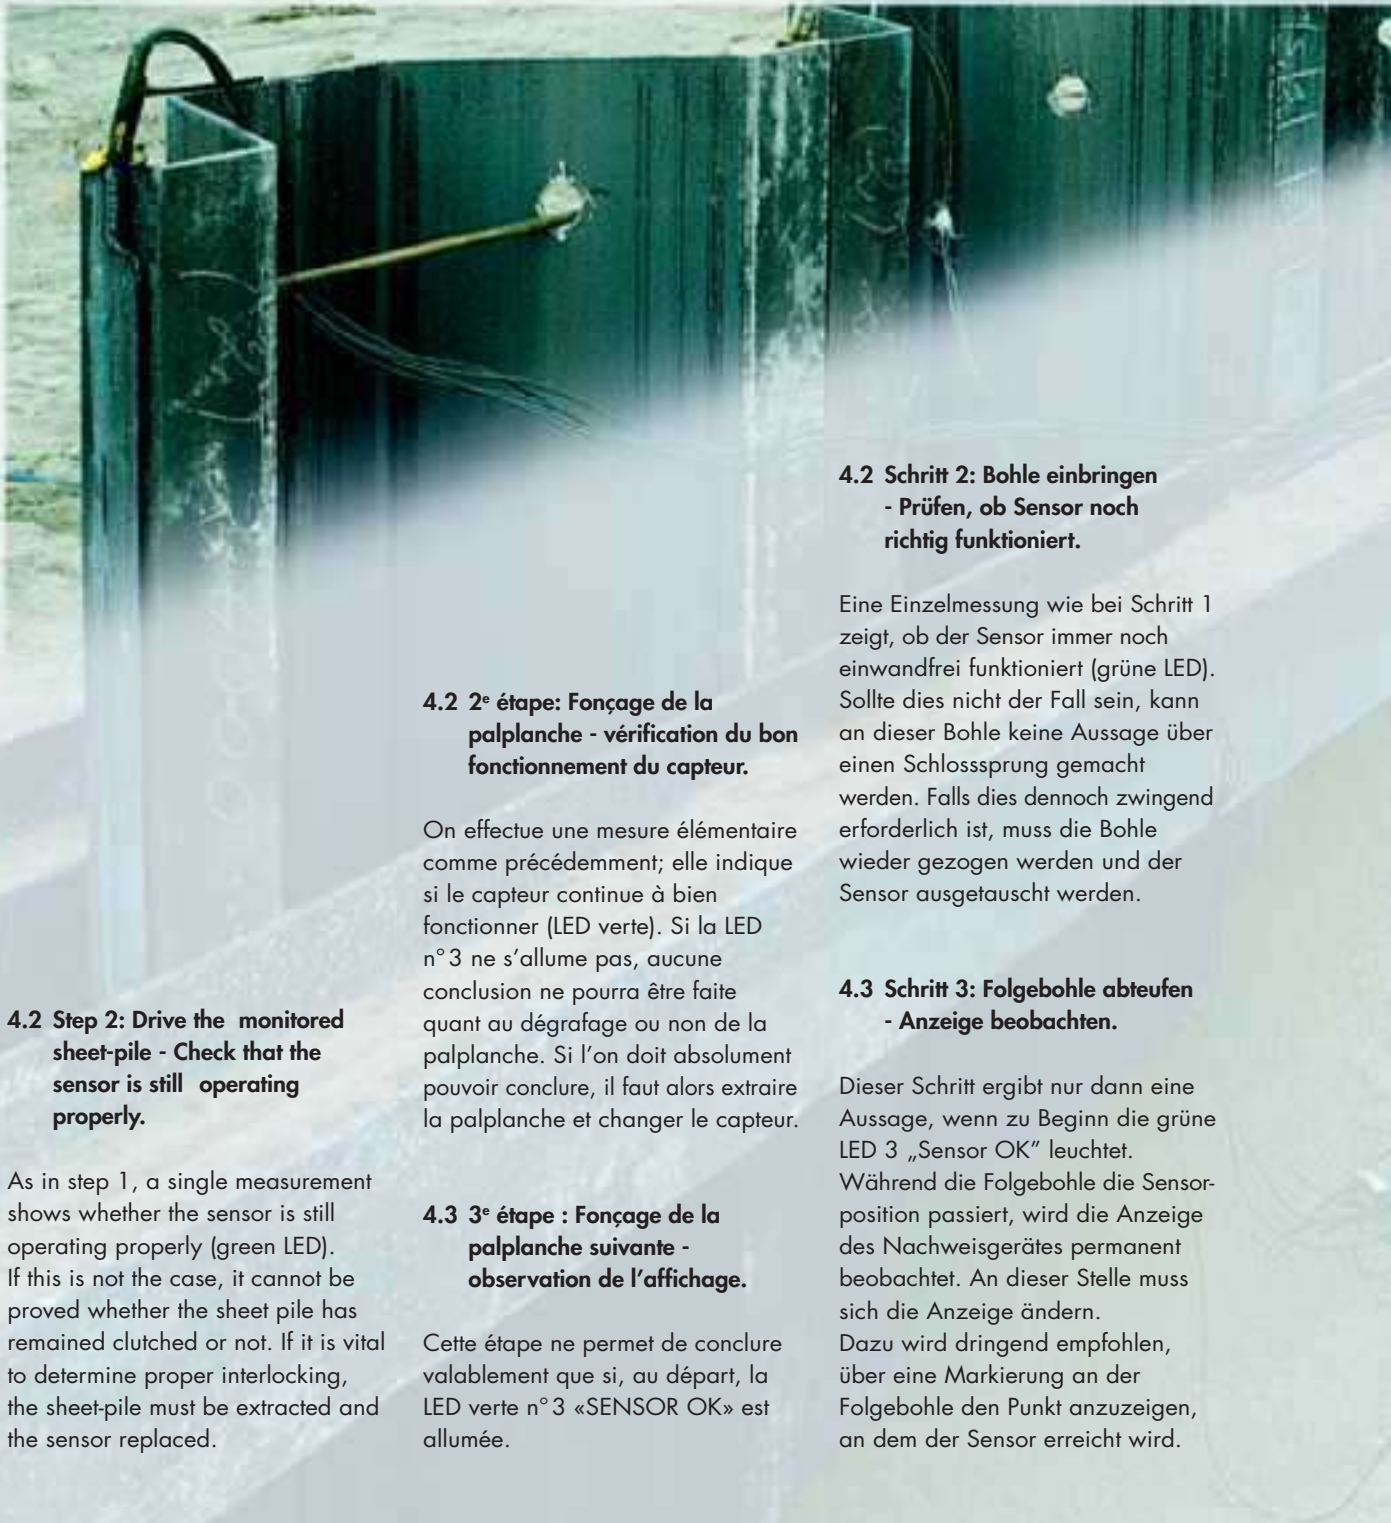 4.2 Step 2: Drive the monitored
sheet-pile - Check that the
sensor is still operating
properly.
As in step 1, a single measurement
shows whether the sensor is still
operating properly (green LED).
If this is not the case, it cannot be
proved whether the sheet pile has
remained clutched or not. If it is vital
to determine proper interlocking,
the sheet-pile must be extracted and
the sensor replaced.
4.2 2e étape: Fonçage de la
palplanche - vérification du bon
fonctionnement du capteur.
On effectue une mesure élémentaire
comme précédemment; elle indique
si le capteur continue à bien
fonctionner (LED verte). Si la LED
n° 3 ne s'allume pas, aucune
conclusion ne pourra être faite
quant au dégrafage ou non de la
palplanche. Si l'on doit absolument
pouvoir conclure, il faut alors extraire
la palplanche et changer le capteur.
4.3 3e étape : Fonçage de la
palplanche suivante -
observation de l'affichage.
Cette étape ne permet de conclure
valablement que si, au départ, la
LED verte n° 3 «SENSOR OK» est
allumée.
4.2 Schritt 2: Bohle einbringen
- Prüfen, ob Sensor noch
richtig funktioniert.
Eine Einzelmessung wie bei Schritt 1
zeigt, ob der Sensor immer noch
einwandfrei funktioniert (grüne LED).
Sollte dies nicht der Fall sein, kann
an dieser Bohle keine Aussage über
einen Schlosssprung gemacht
werden. Falls dies dennoch zwingend
erforderlich ist, muss die Bohle
wieder gezogen werden und der
Sensor ausgetauscht werden.
4.3 Schritt 3: Folgebohle abteufen
- Anzeige beobachten.
Dieser Schritt ergibt nur dann eine
Aussage, wenn zu Beginn die grüne
LED 3 „Sensor OK" leuchtet.
Während die Folgebohle die Sensor-
position passiert, wird die Anzeige
des Nachweisgerätes permanent
beobachtet. An dieser Stelle muss
sich die Anzeige ändern.
Dazu wird dringend empfohlen,
über eine Markierung an der
Folgebohle den Punkt anzuzeigen,
an dem der Sensor erreicht wird.